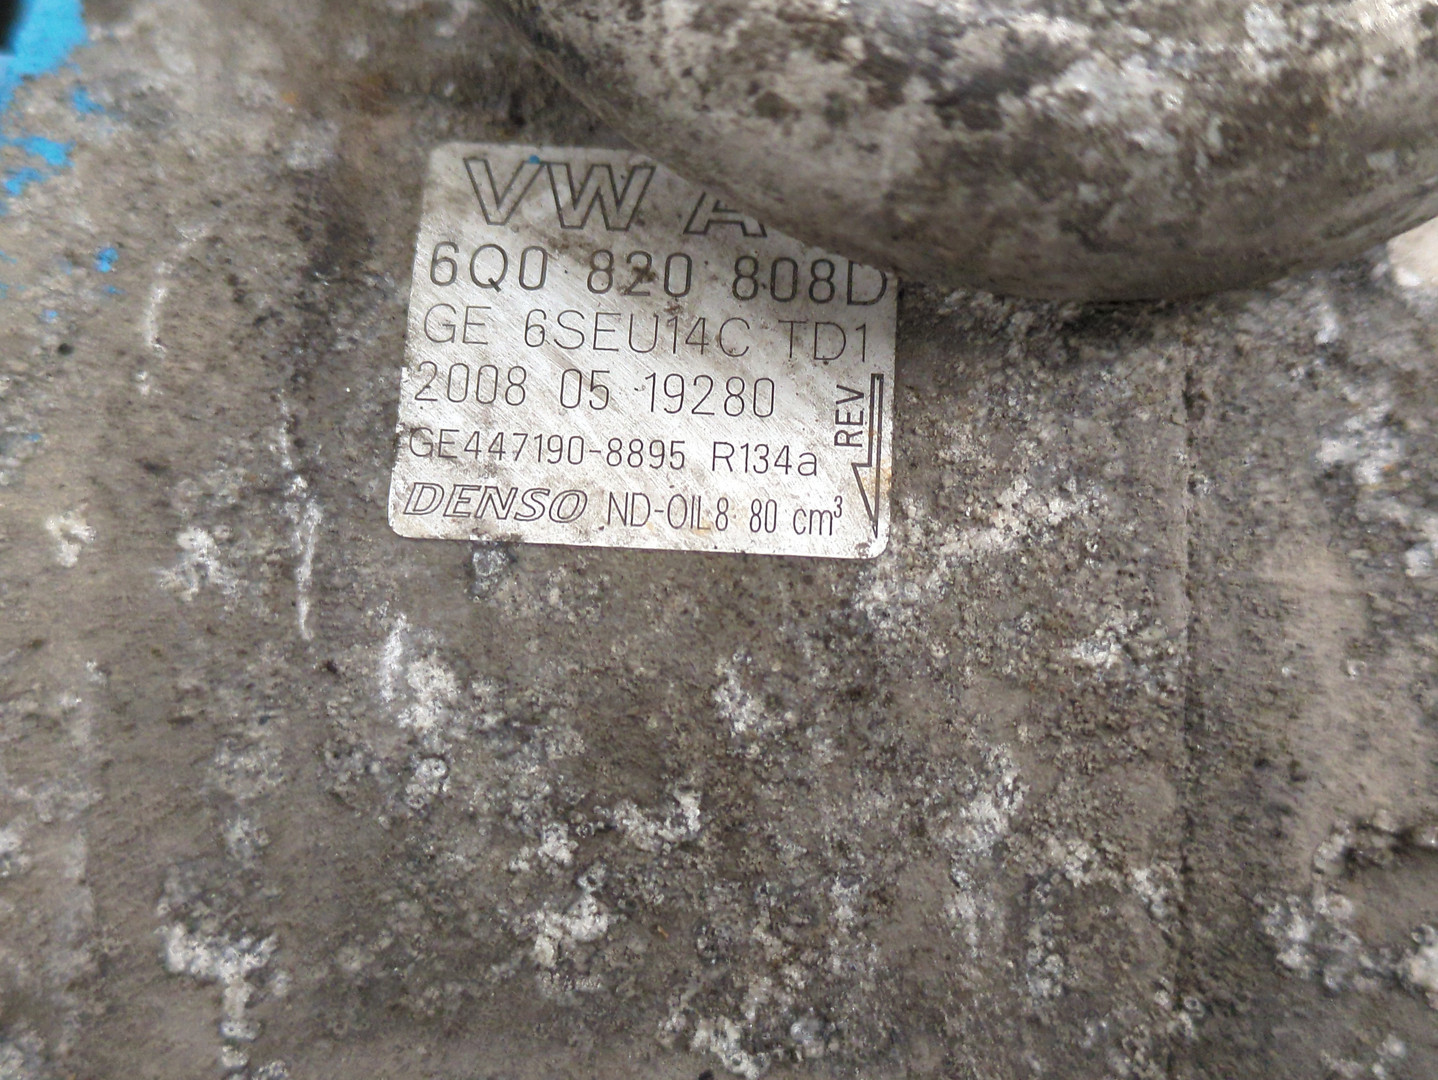 VW A
6Q0 820 808D
GE 6SEU14C TD1
2008 05 19280
REV
GE447190-8895 R134a
DENSO ND-OIL8 80 cm³